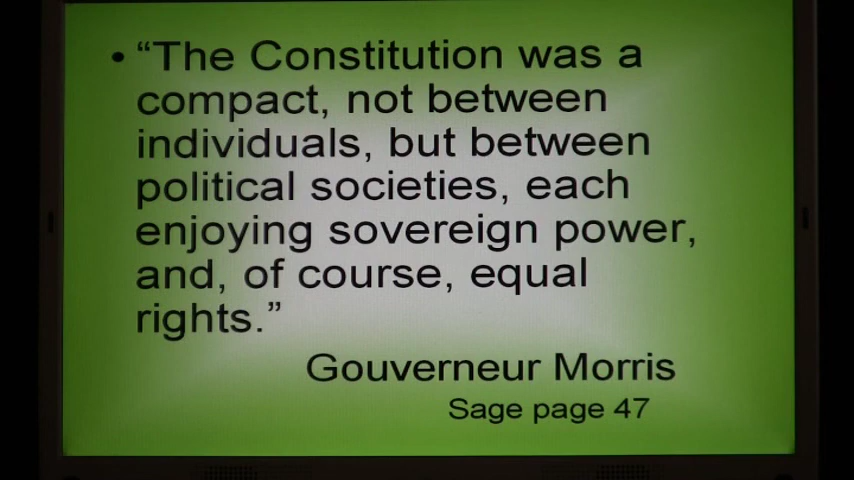 • “The Constitution was a
compact, not between
individuals, but between
political societies, each
enjoying sovereign power,
and, of course, equal
rights.”
Gouverneur Morris
Sage page 47